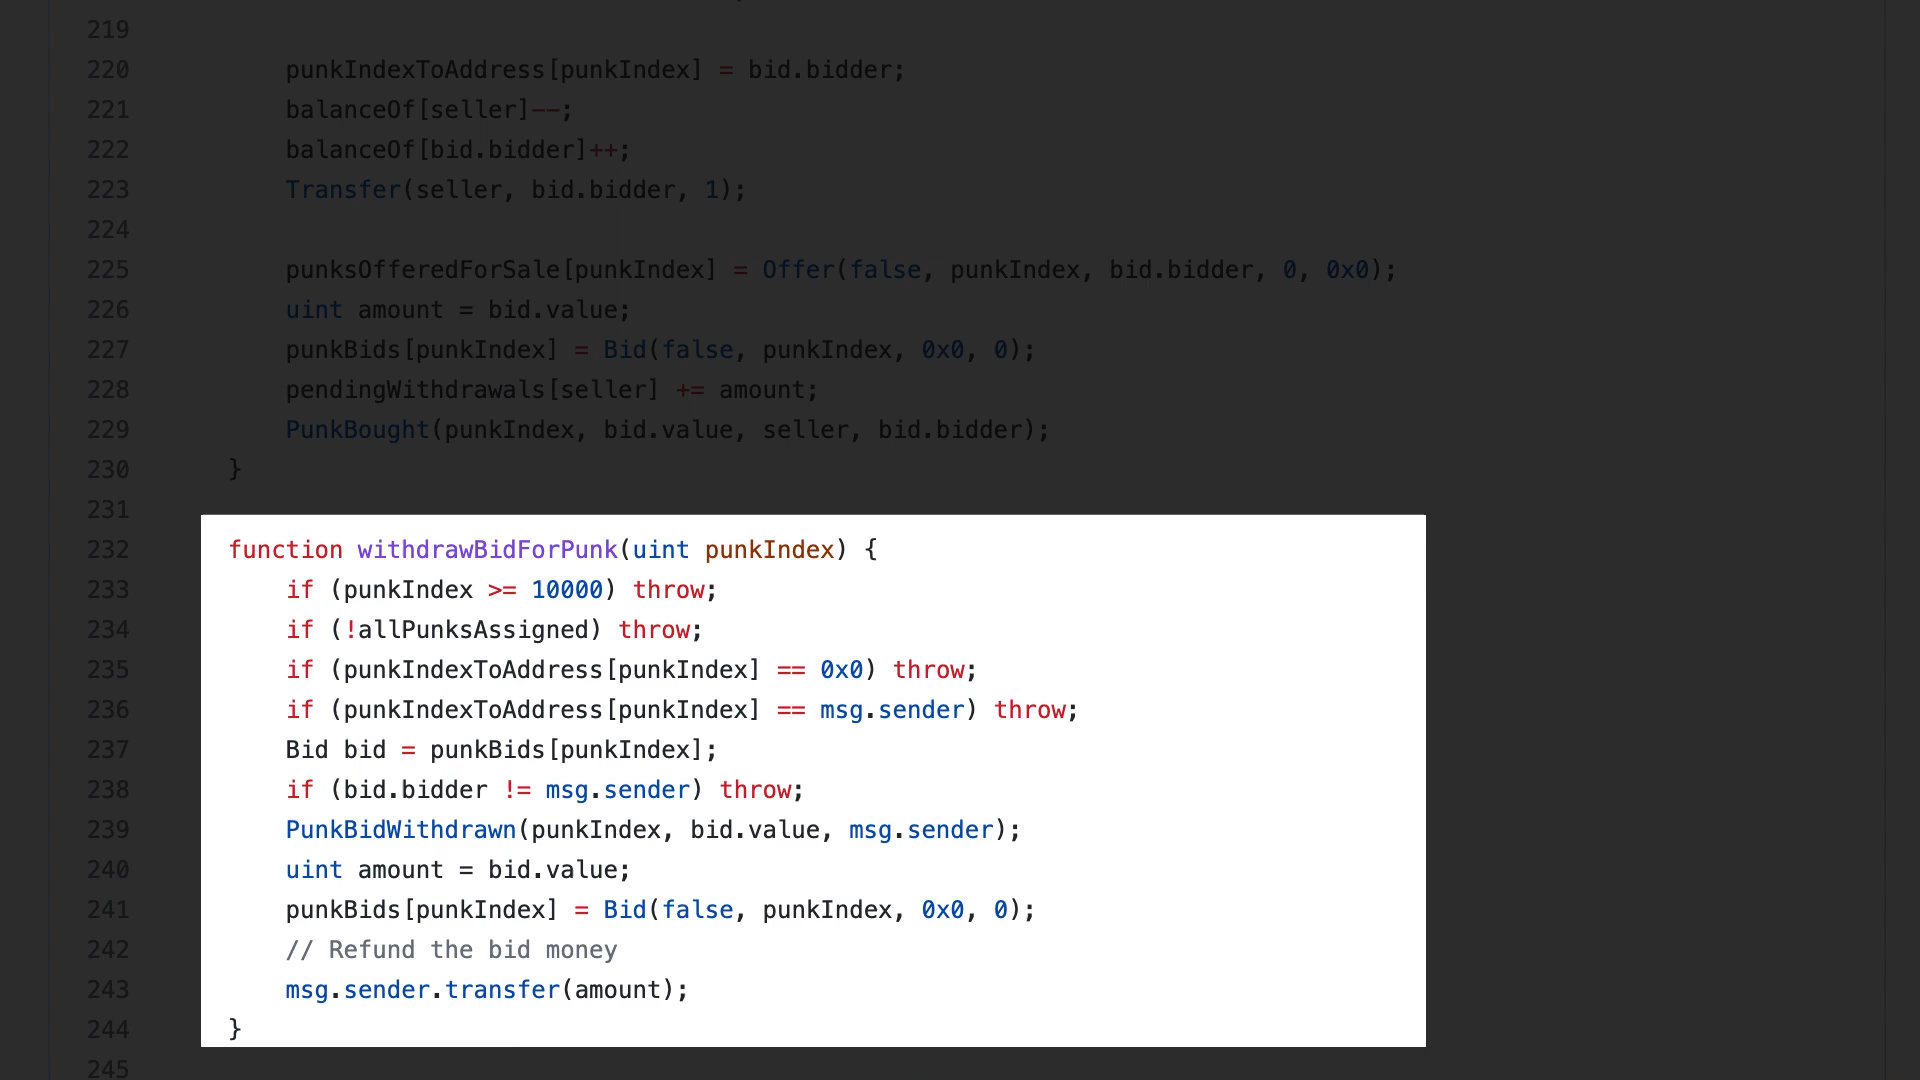 219
220 punkIndexToAddress[punkIndex] = bid.bidder;
221 balanceOf[seller]--;
222 balanceOf[bid.bidder]++;
223 Transfer(seller, bid.bidder, 1);
224
225 punksOfferedForSale[punkIndex] = Offer(false, punkIndex, bid.bidder, 0, 0x0);
226 uint amount = bid.value;
227 punkBids[punkIndex] = Bid(false, punkIndex, 0x0, 0);
228 pendingWithdrawals[seller] += amount;
229 PunkBought(punkIndex, bid.value, seller, bid.bidder);
230 }
231
232 function withdrawBidForPunk(uint punkIndex) {
233 if (punkIndex >= 10000) throw;
234 if (!allPunksAssigned) throw;
235 if (punkIndexToAddress[punkIndex] == 0x0) throw;
236 if (punkIndexToAddress[punkIndex] == msg.sender) throw;
237 Bid bid = punkBids[punkIndex];
238 if (bid.bidder != msg.sender) throw;
239 PunkBidWithdrawn(punkIndex, bid.value, msg.sender);
240 uint amount = bid.value;
241 punkBids[punkIndex] = Bid(false, punkIndex, 0x0, 0);
242 // Refund the bid money
243 msg.sender.transfer(amount);
244 }
245